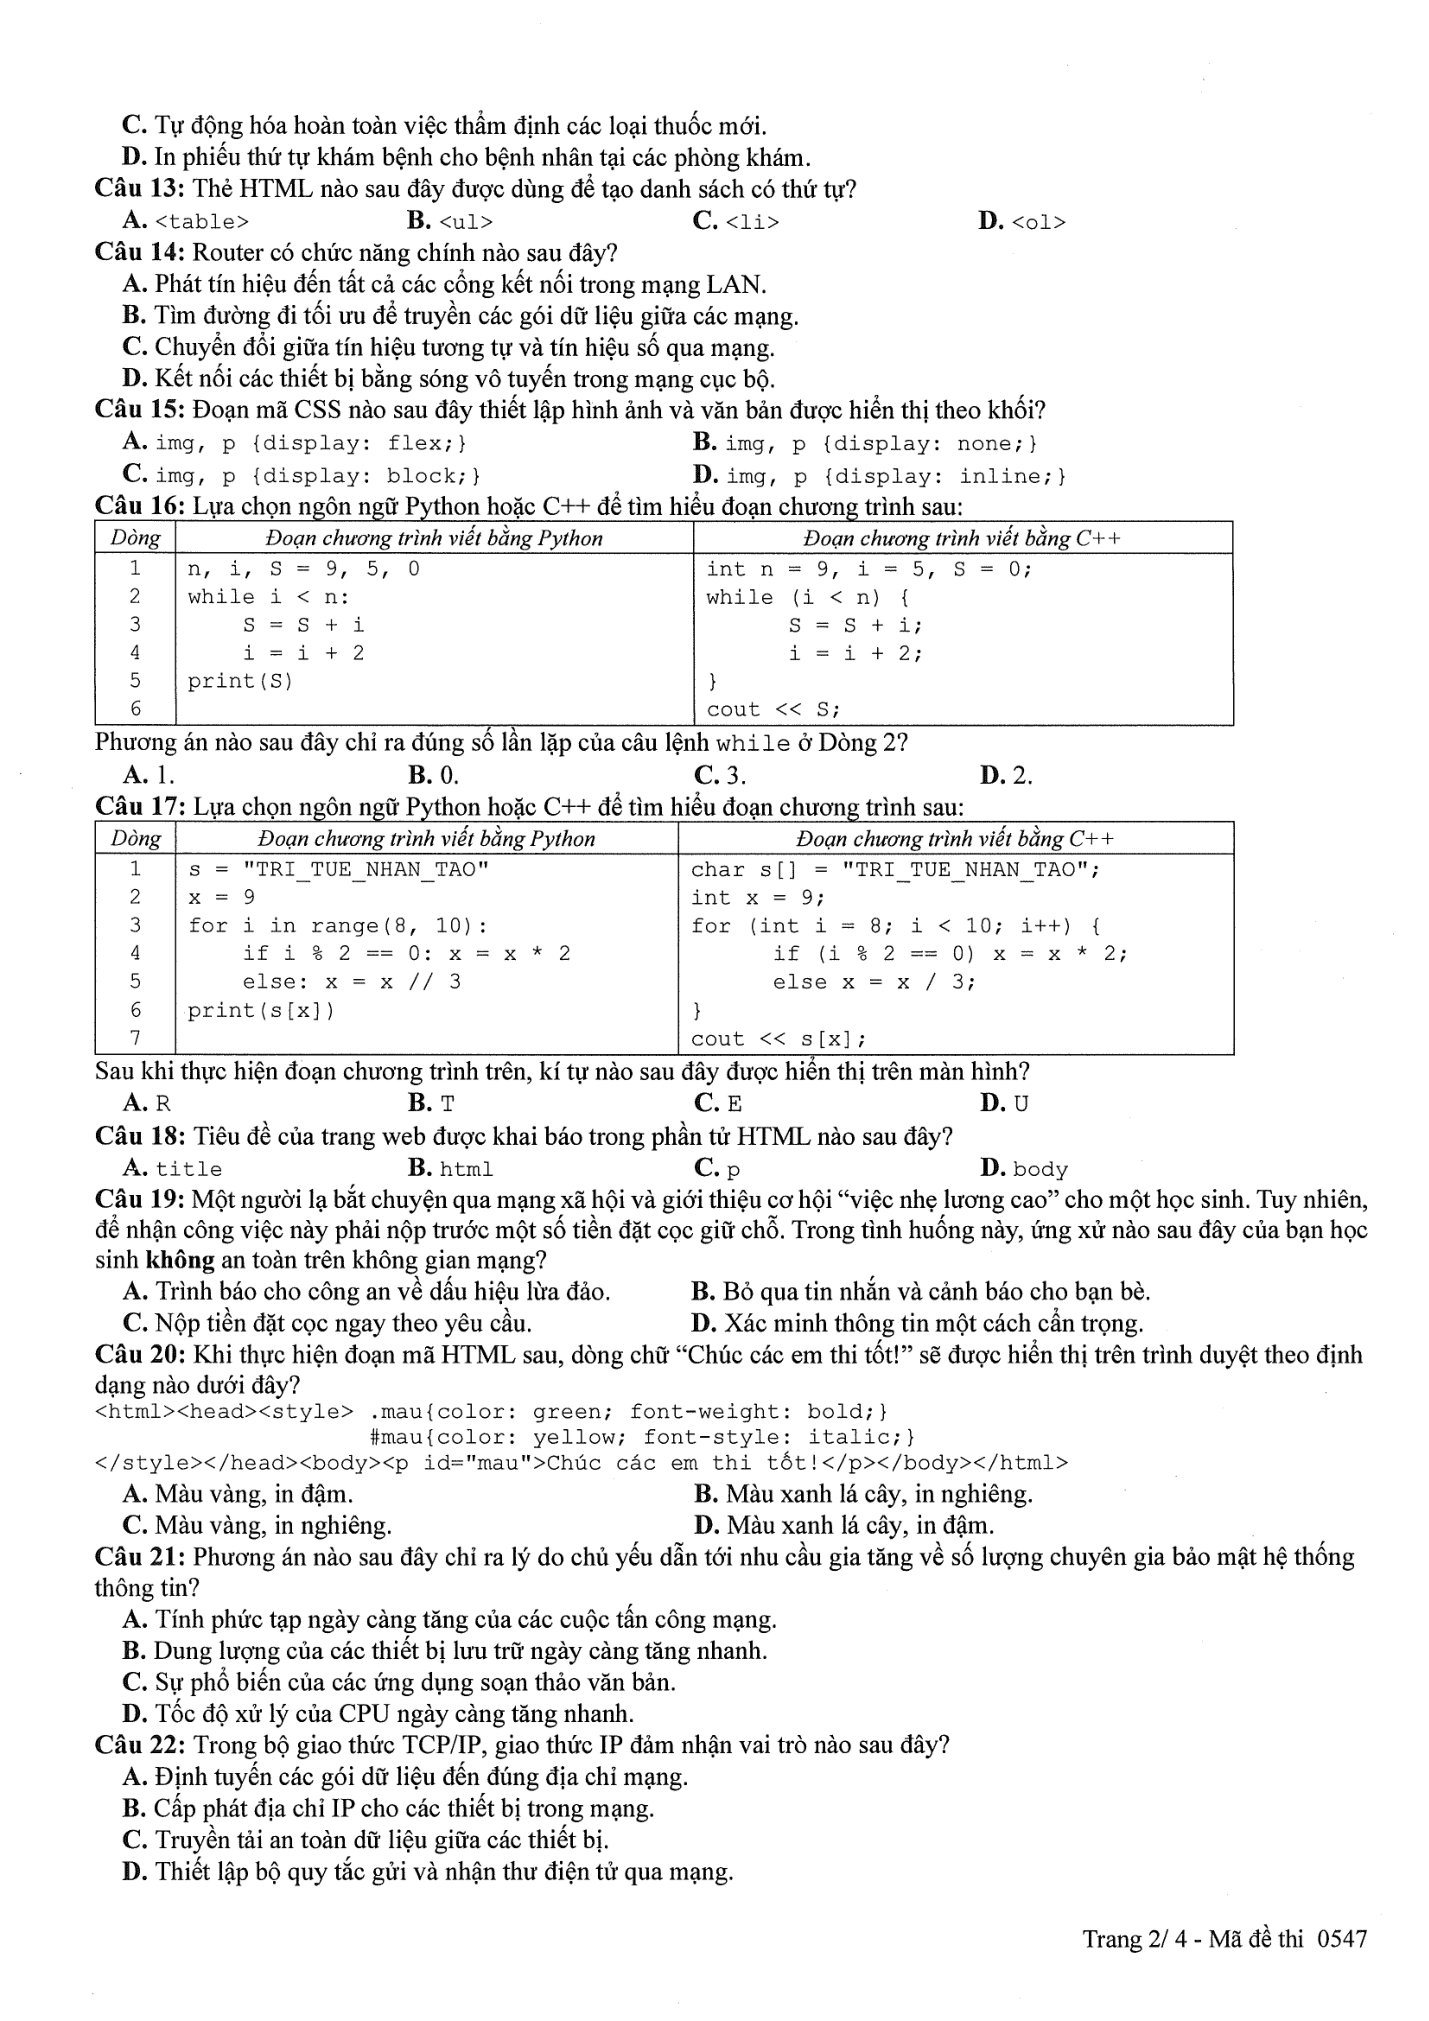 C. Tự động hóa hoàn toàn việc thẩm định các loại thuốc mới.
D. In phiếu thứ tự khám bệnh cho bệnh nhân tại các phòng khám.
Câu 13: Thẻ HTML nào sau đây được dùng để tạo danh sách có thứ tự?
A. <table> B. <ul> C. <li> D. <ol>
Câu 14: Router có chức năng chính nào sau đây?
A. Phát tín hiệu đến tất cả các cổng kết nối trong mạng LAN.
B. Tìm đường đi tối ưu để truyền các gói dữ liệu giữa các mạng.
C. Chuyển đổi giữa tín hiệu tương tự và tín hiệu số qua mạng.
D. Kết nối các thiết bị bằng sóng vô tuyến trong mạng cục bộ.
Câu 15: Đoạn mã CSS nào sau đây thiết lập hình ảnh và văn bản được hiển thị theo khối?
A. img, p {display: flex;} B. img, p {display: none;}
C. img, p {display: block;} D. img, p {display: inline;}
Câu 16: Lựa chọn ngôn ngữ Python hoặc C++ để tìm hiểu đoạn chương trình sau:
Dòng Đoạn chương trình viết bằng Python Đoạn chương trình viết bằng C++
1 n, i, S = 9, 5, 0 int n = 9, i = 5, S = 0;
2 while i < n: while (i < n) {
3 S = S + i S = S + i;
4 i = i + 2 i = i + 2;
5 print(S) }
6 cout << S;
Phương án nào sau đây chỉ ra đúng số lần lặp của câu lệnh while ở Dòng 2?
A. 1. B. 0. C. 3. D. 2.
Câu 17: Lựa chọn ngôn ngữ Python hoặc C++ để tìm hiểu đoạn chương trình sau:
Dòng Đoạn chương trình viết bằng Python Đoạn chương trình viết bằng C++
1 s = "TRI_TUE_NHAN_TAO" char s[] = "TRI_TUE_NHAN_TAO";
2 x = 9 int x = 9;
3 for i in range(8, 10): for (int i = 8; i < 10; i++) {
4 if i % 2 == 0: x = x * 2 if (i % 2 == 0) x = x * 2;
5 else: x = x // 3 else x = x / 3;
6 print(s[x]) }
7 cout << s[x];
Sau khi thực hiện đoạn chương trình trên, kí tự nào sau đây được hiển thị trên màn hình?
A. R B. T C. E D. U
Câu 18: Tiêu đề của trang web được khai báo trong phần tử HTML nào sau đây?
A. title B. html C. p D. body
Câu 19: Một người lạ bắt chuyện qua mạng xã hội và giới thiệu cơ hội “việc nhẹ lương cao” cho một học sinh. Tuy nhiên,
để nhận công việc này phải nộp trước một số tiền đặt cọc giữ chỗ. Trong tình huống này, ứng xử nào sau đây của bạn học
sinh không an toàn trên không gian mạng?
A. Trình báo cho công an về dấu hiệu lừa đảo. B. Bỏ qua tin nhắn và cảnh báo cho bạn bè.
C. Nộp tiền đặt cọc ngay theo yêu cầu. D. Xác minh thông tin một cách cẩn trọng.
Câu 20: Khi thực hiện đoạn mã HTML sau, dòng chữ “Chúc các em thi tốt!” sẽ được hiển thị trên trình duyệt theo định
dạng nào dưới đây?
<html><head><style> .mau{color: green; font-weight: bold;}
#mau{color: yellow; font-style: italic;}
</style></head><body><p id="mau">Chúc các em thi tốt!</p></body></html>
A. Màu vàng, in đậm. B. Màu xanh lá cây, in nghiêng.
C. Màu vàng, in nghiêng. D. Màu xanh lá cây, in đậm.
Câu 21: Phương án nào sau đây chỉ ra lý do chủ yếu dẫn tới nhu cầu gia tăng về số lượng chuyên gia bảo mật hệ thống
thông tin?
A. Tính phức tạp ngày càng tăng của các cuộc tấn công mạng.
B. Dung lượng của các thiết bị lưu trữ ngày càng tăng nhanh.
C. Sự phổ biến của các ứng dụng soạn thảo văn bản.
D. Tốc độ xử lý của CPU ngày càng tăng nhanh.
Câu 22: Trong bộ giao thức TCP/IP, giao thức IP đảm nhận vai trò nào sau đây?
A. Định tuyến các gói dữ liệu đến đúng địa chỉ mạng.
B. Cấp phát địa chỉ IP cho các thiết bị trong mạng.
C. Truyền tải an toàn dữ liệu giữa các thiết bị.
D. Thiết lập bộ quy tắc gửi và nhận thư điện tử qua mạng.
Trang 2/ 4 - Mã đề thi 0547